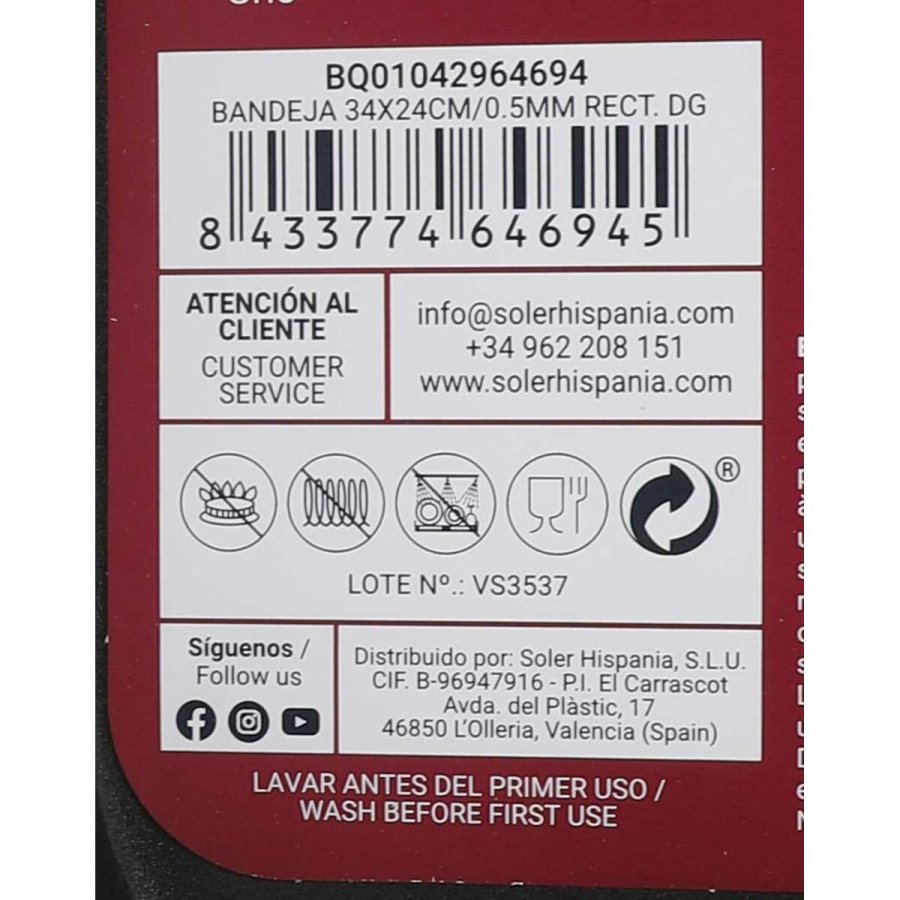 BQ01042964694
BANDEJA 34X24CM/0.5MM RECT. DG
8 433774 646945
ATENCIÓN AL
CLIENTE
CUSTOMER
SERVICE
info@solerhispania.com
+34 962 208 151
www.solerhispania.com
®
LOTE Nº.: VS3537
Síguenos /
Follow us
Distribuido por: Soler Hispania, S.L.U.
CIF. B-96947916 - P.I. El Carrascot
Avda. del Plàstic, 17
46850 L'Olleria, Valencia (Spain)
LAVAR ANTES DEL PRIMER USO /
WASH BEFORE FIRST USE